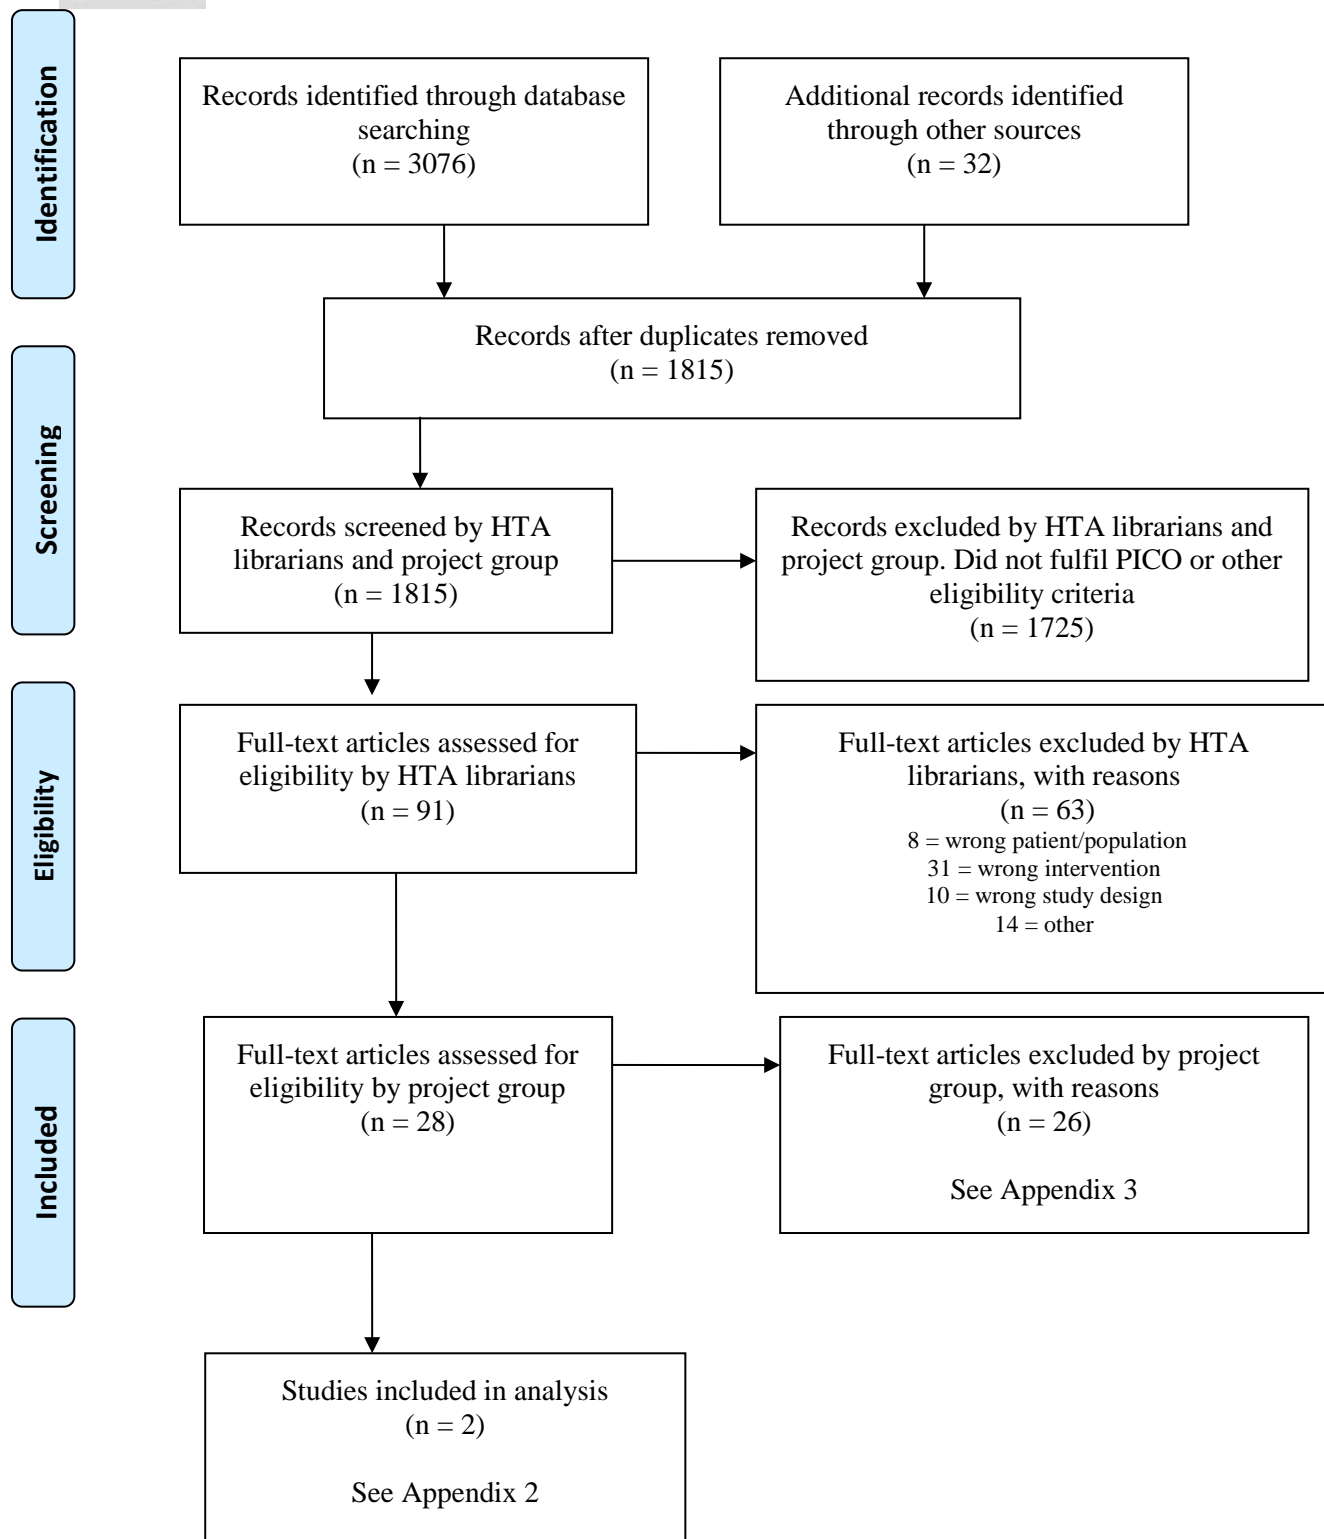 Identification
Records identified through database
searching
(n = 3076)
Additional records identified
through other sources
(n = 32)
Records after duplicates removed
(n = 1815)
Screening
Records screened by HTA
librarians and project group
(n = 1815)
Records excluded by HTA librarians and
project group. Did not fulfil PICO or other
eligibility criteria
(n = 1725)
Eligibility
Full-text articles assessed for
eligibility by HTA librarians
(n = 91)
Full-text articles excluded by HTA
librarians, with reasons
(n = 63)
8 = wrong patient/population
31 = wrong intervention
10 = wrong study design
14 = other
Included
Full-text articles assessed for
eligibility by project group
(n = 28)
Full-text articles excluded by project
group, with reasons
(n = 26)
See Appendix 3
Studies included in analysis
(n = 2)
See Appendix 2